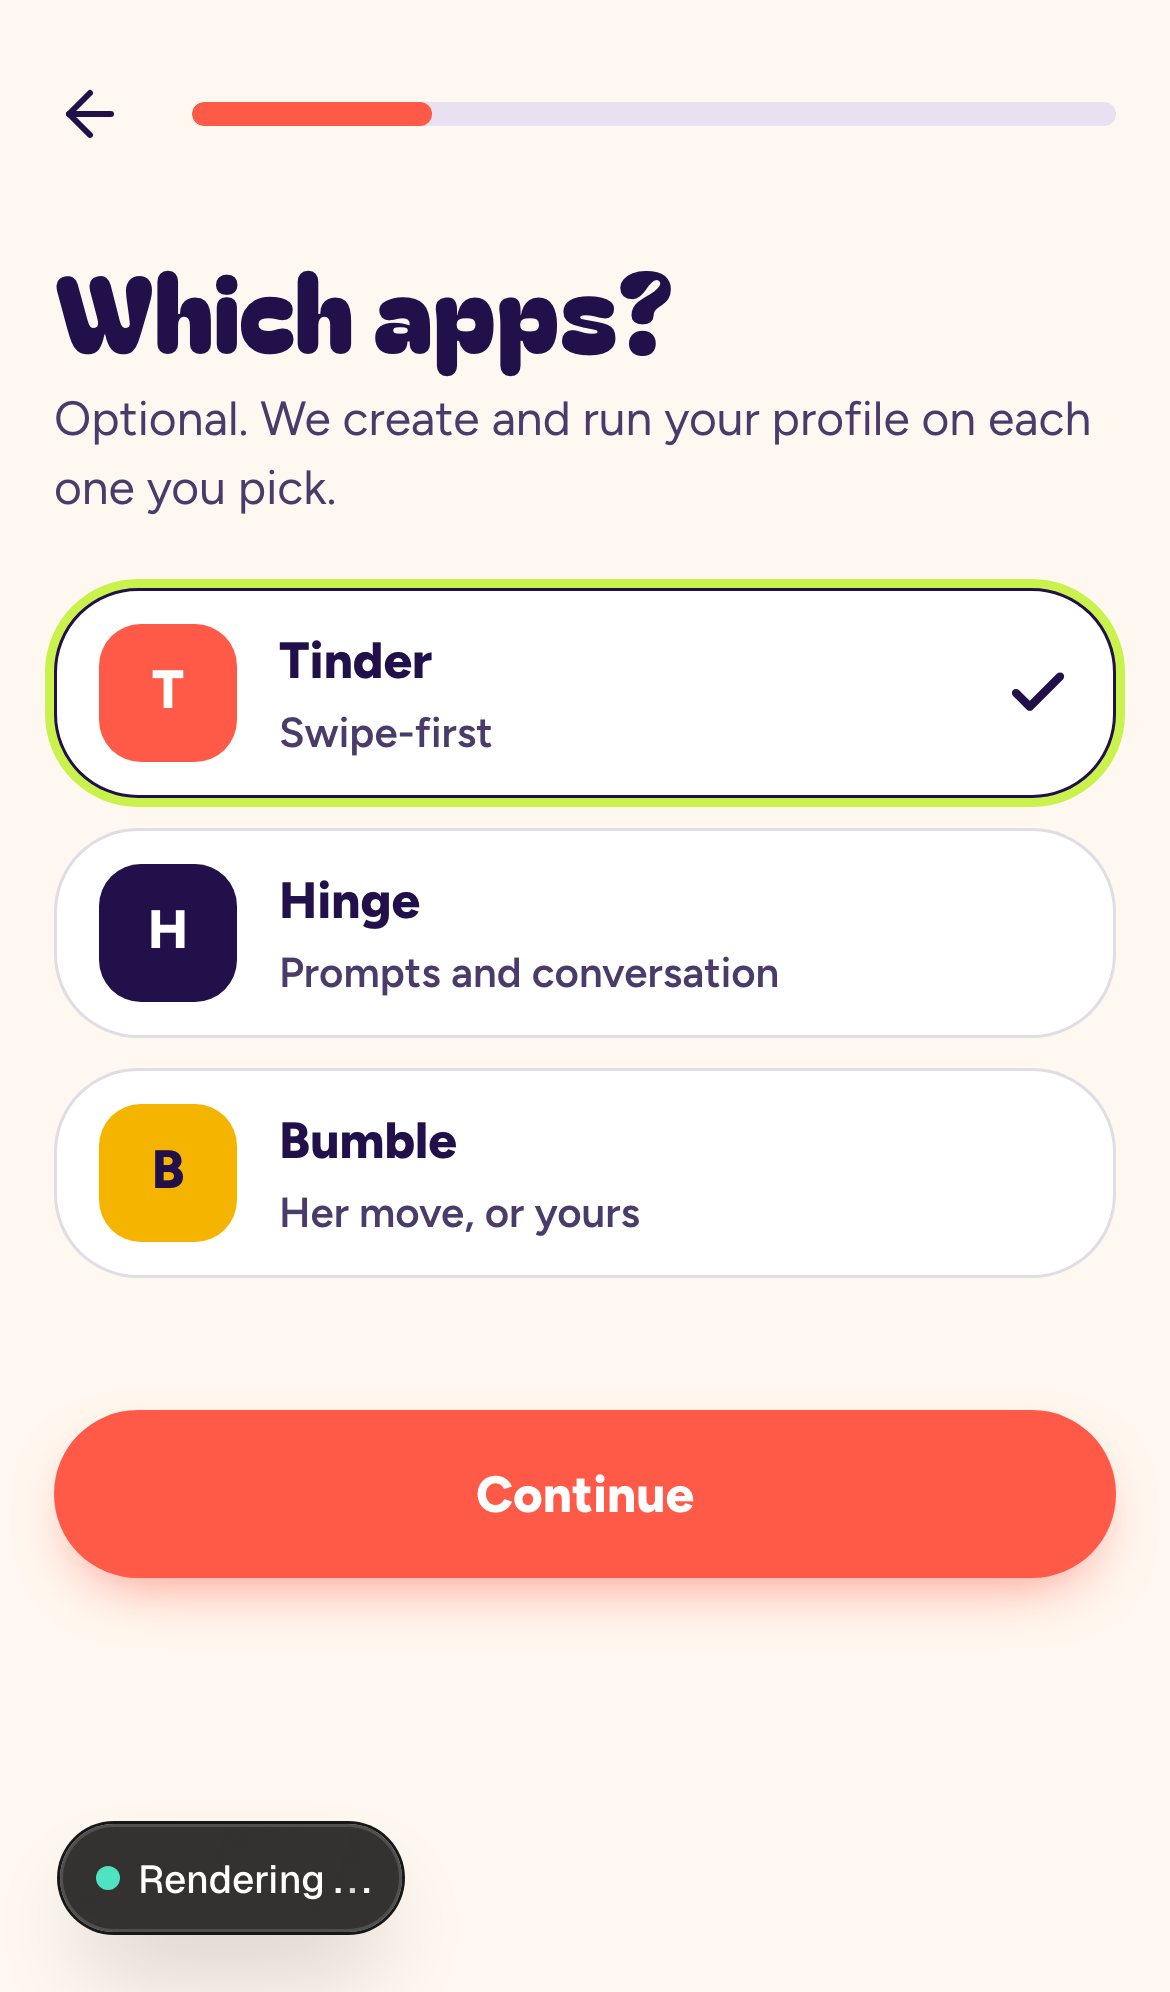 Which apps?
Optional. We create and run your profile on each
one you pick.
T
Tinder
Swipe-first
H
Hinge
Prompts and conversation
B
Bumble
Her move, or yours
Continue
Rendering ...